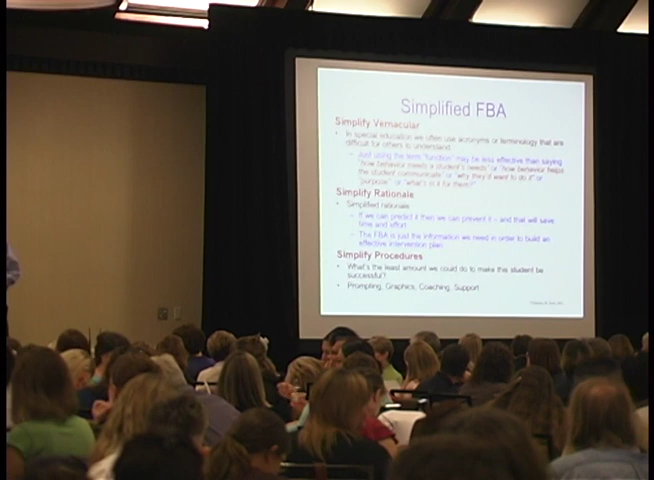 Simplified FBA
Simplify Vernacular
• In special education we often use acronyms or terminology that are
difficult for others to understand.
– Just using the term "function" may be less effective than saying
"how behavior meets a student's needs" or "how behavior helps
the student communicate" or "why they'd want to do it" or
"purpose" or "what's in it for them?"
Simplify Rationale
• Simplified rationale
– If we can predict it then we can prevent it – and that will save
time and effort
– The FBA is just the information we need in order to build an
effective intervention plan
Simplify Procedures
• What's the least amount we could do to make this student be
successful?
• Prompting, Graphics, Coaching, Support